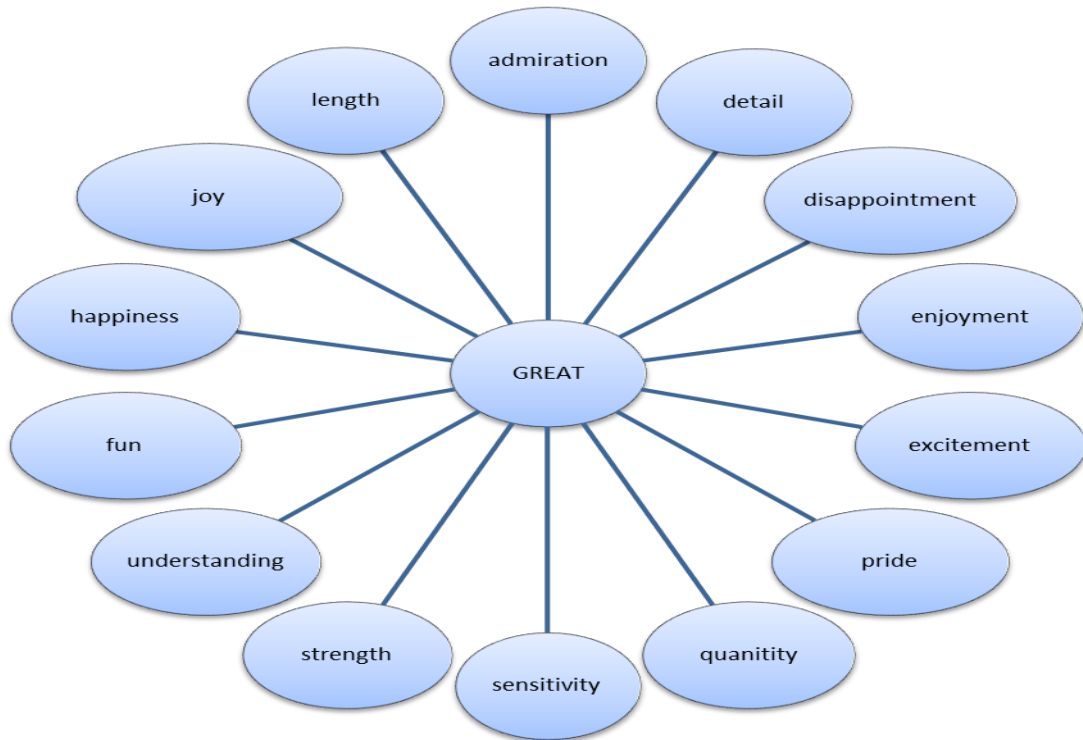 admiration
detail
disappointment
enjoyment
excitement
pride
quanitity
sensitivity
strength
understanding
fun
happiness
joy
length
GREAT